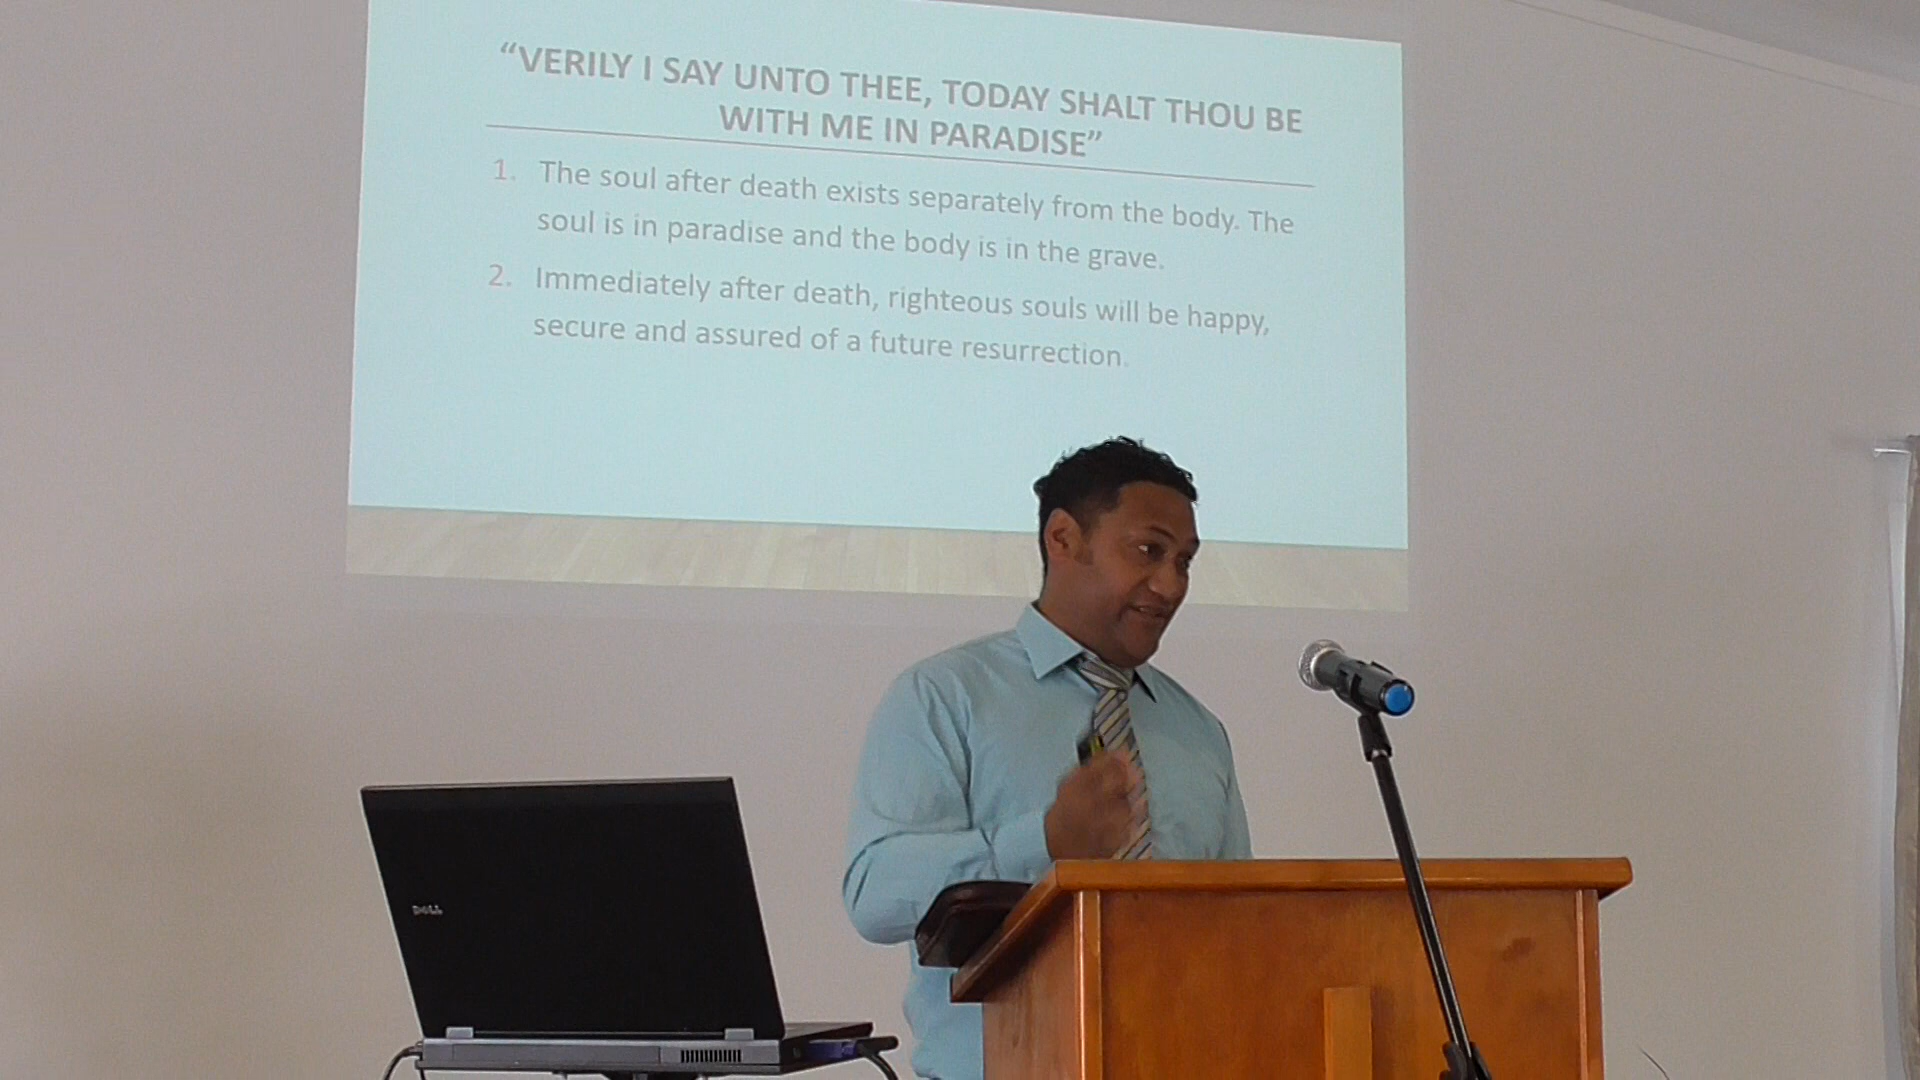 “VERILY I SAY UNTO THEE, TODAY SHALT THOU BE
WITH ME IN PARADISE”
1. The soul after death exists separately from the body. The
soul is in paradise and the body is in the grave.
2. Immediately after death, righteous souls will be happy,
secure and assured of a future resurrection.
DELL